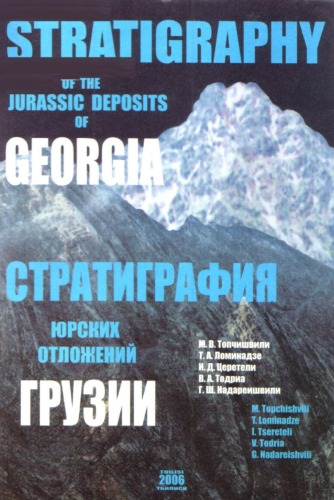 STRATIGRAPHY
OF THE
JURASSIC DEPOSITS
OF
GEORGIA
СТРАТИГРАФИЯ
ЮРСКИХ
ОТЛОЖЕНИЙ
ГРУЗИИ
М. В. Топчишвили
Т. А. Ломинадзе
И. Д. Церетели
В. А. Тодриа
Г. Ш. Надареишвили
M. Topchishvili
T. Lominadze
I. Tsereteli
V. Todria
G. Nadareishvili
TBILISI
2006
ТБИЛИСИ